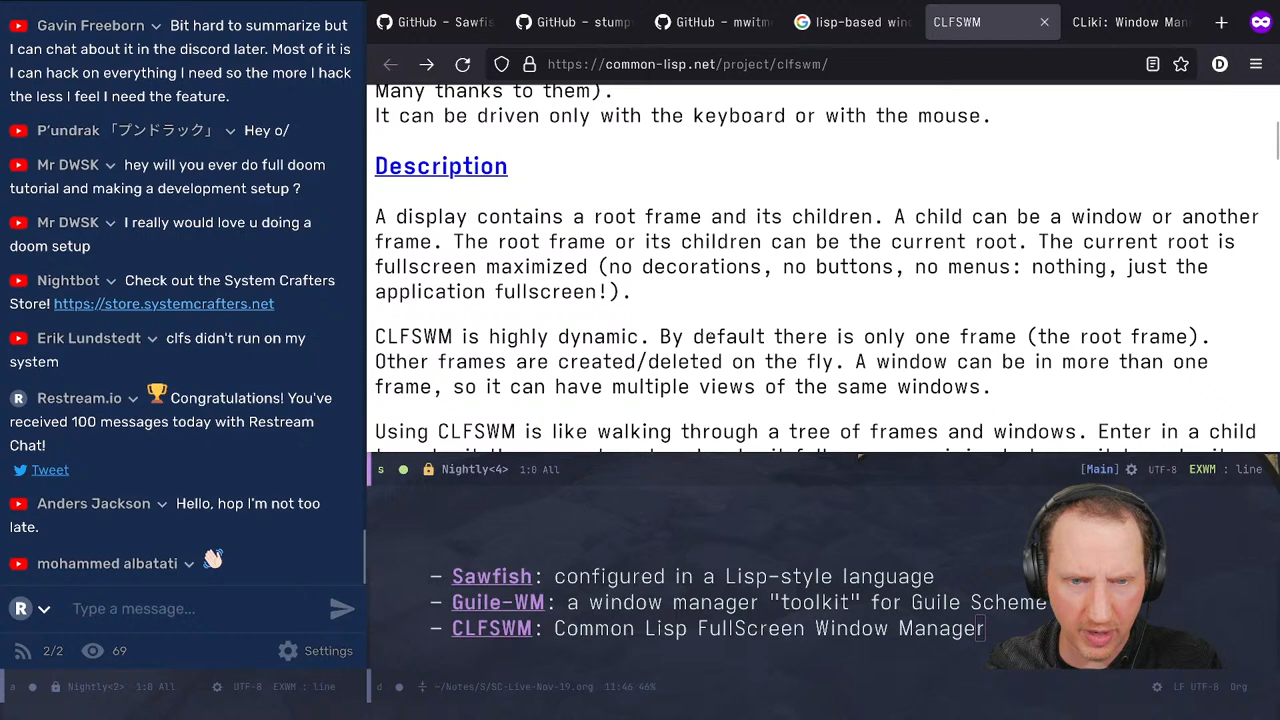 Gavin Freeborn Bit hard to summarize but
I can chat about it in the discord later. Most of it is
I can hack on everything I need so the more I hack
the less I feel I need the feature.
P'undrak 「プンドラック」 Hey o/
Mr DWSK hey will you ever do full doom
tutorial and making a development setup ?
Mr DWSK I really would love u doing a
doom setup
Nightbot Check out the System Crafters
Store! https://store.systemcrafters.net
Erik Lundstedt clfs didn't run on my
system
Restream.io Congratulations! You've
received 100 messages today with Restream
Chat!
Tweet
Anders Jackson Hello, hop I'm not too
late.
mohammed albatati
R Type a message...
2/2 69 Settings
a Nightly<2> 1:0 All UTF-8 EXWM : line
GitHub – Sawfis GitHub – stump GitHub – mwitm lisp-based win CLFSWM CLiki: Window Man
https://common-lisp.net/project/clfswm/
Many thanks to them).
It can be driven only with the keyboard or with the mouse.
Description
A display contains a root frame and its children. A child can be a window or another
frame. The root frame or its children can be the current root. The current root is
fullscreen maximized (no decorations, no buttons, no menus: nothing, just the
application fullscreen!).
CLFSWM is highly dynamic. By default there is only one frame (the root frame).
Other frames are created/deleted on the fly. A window can be in more than one
frame, so it can have multiple views of the same windows.
Using CLFSWM is like walking through a tree of frames and windows. Enter in a child
s Nightly<4> 1:0 All [Main] UTF-8 EXWM : line
– Sawfish: configured in a Lisp-style language
– Guile-WM: a window manager "toolkit" for Guile Scheme
– CLFSWM: Common Lisp FullScreen Window Manager
d ~/Notes/S/SC-Live-Nov-19.org 11:46 46% LF UTF-8 Org